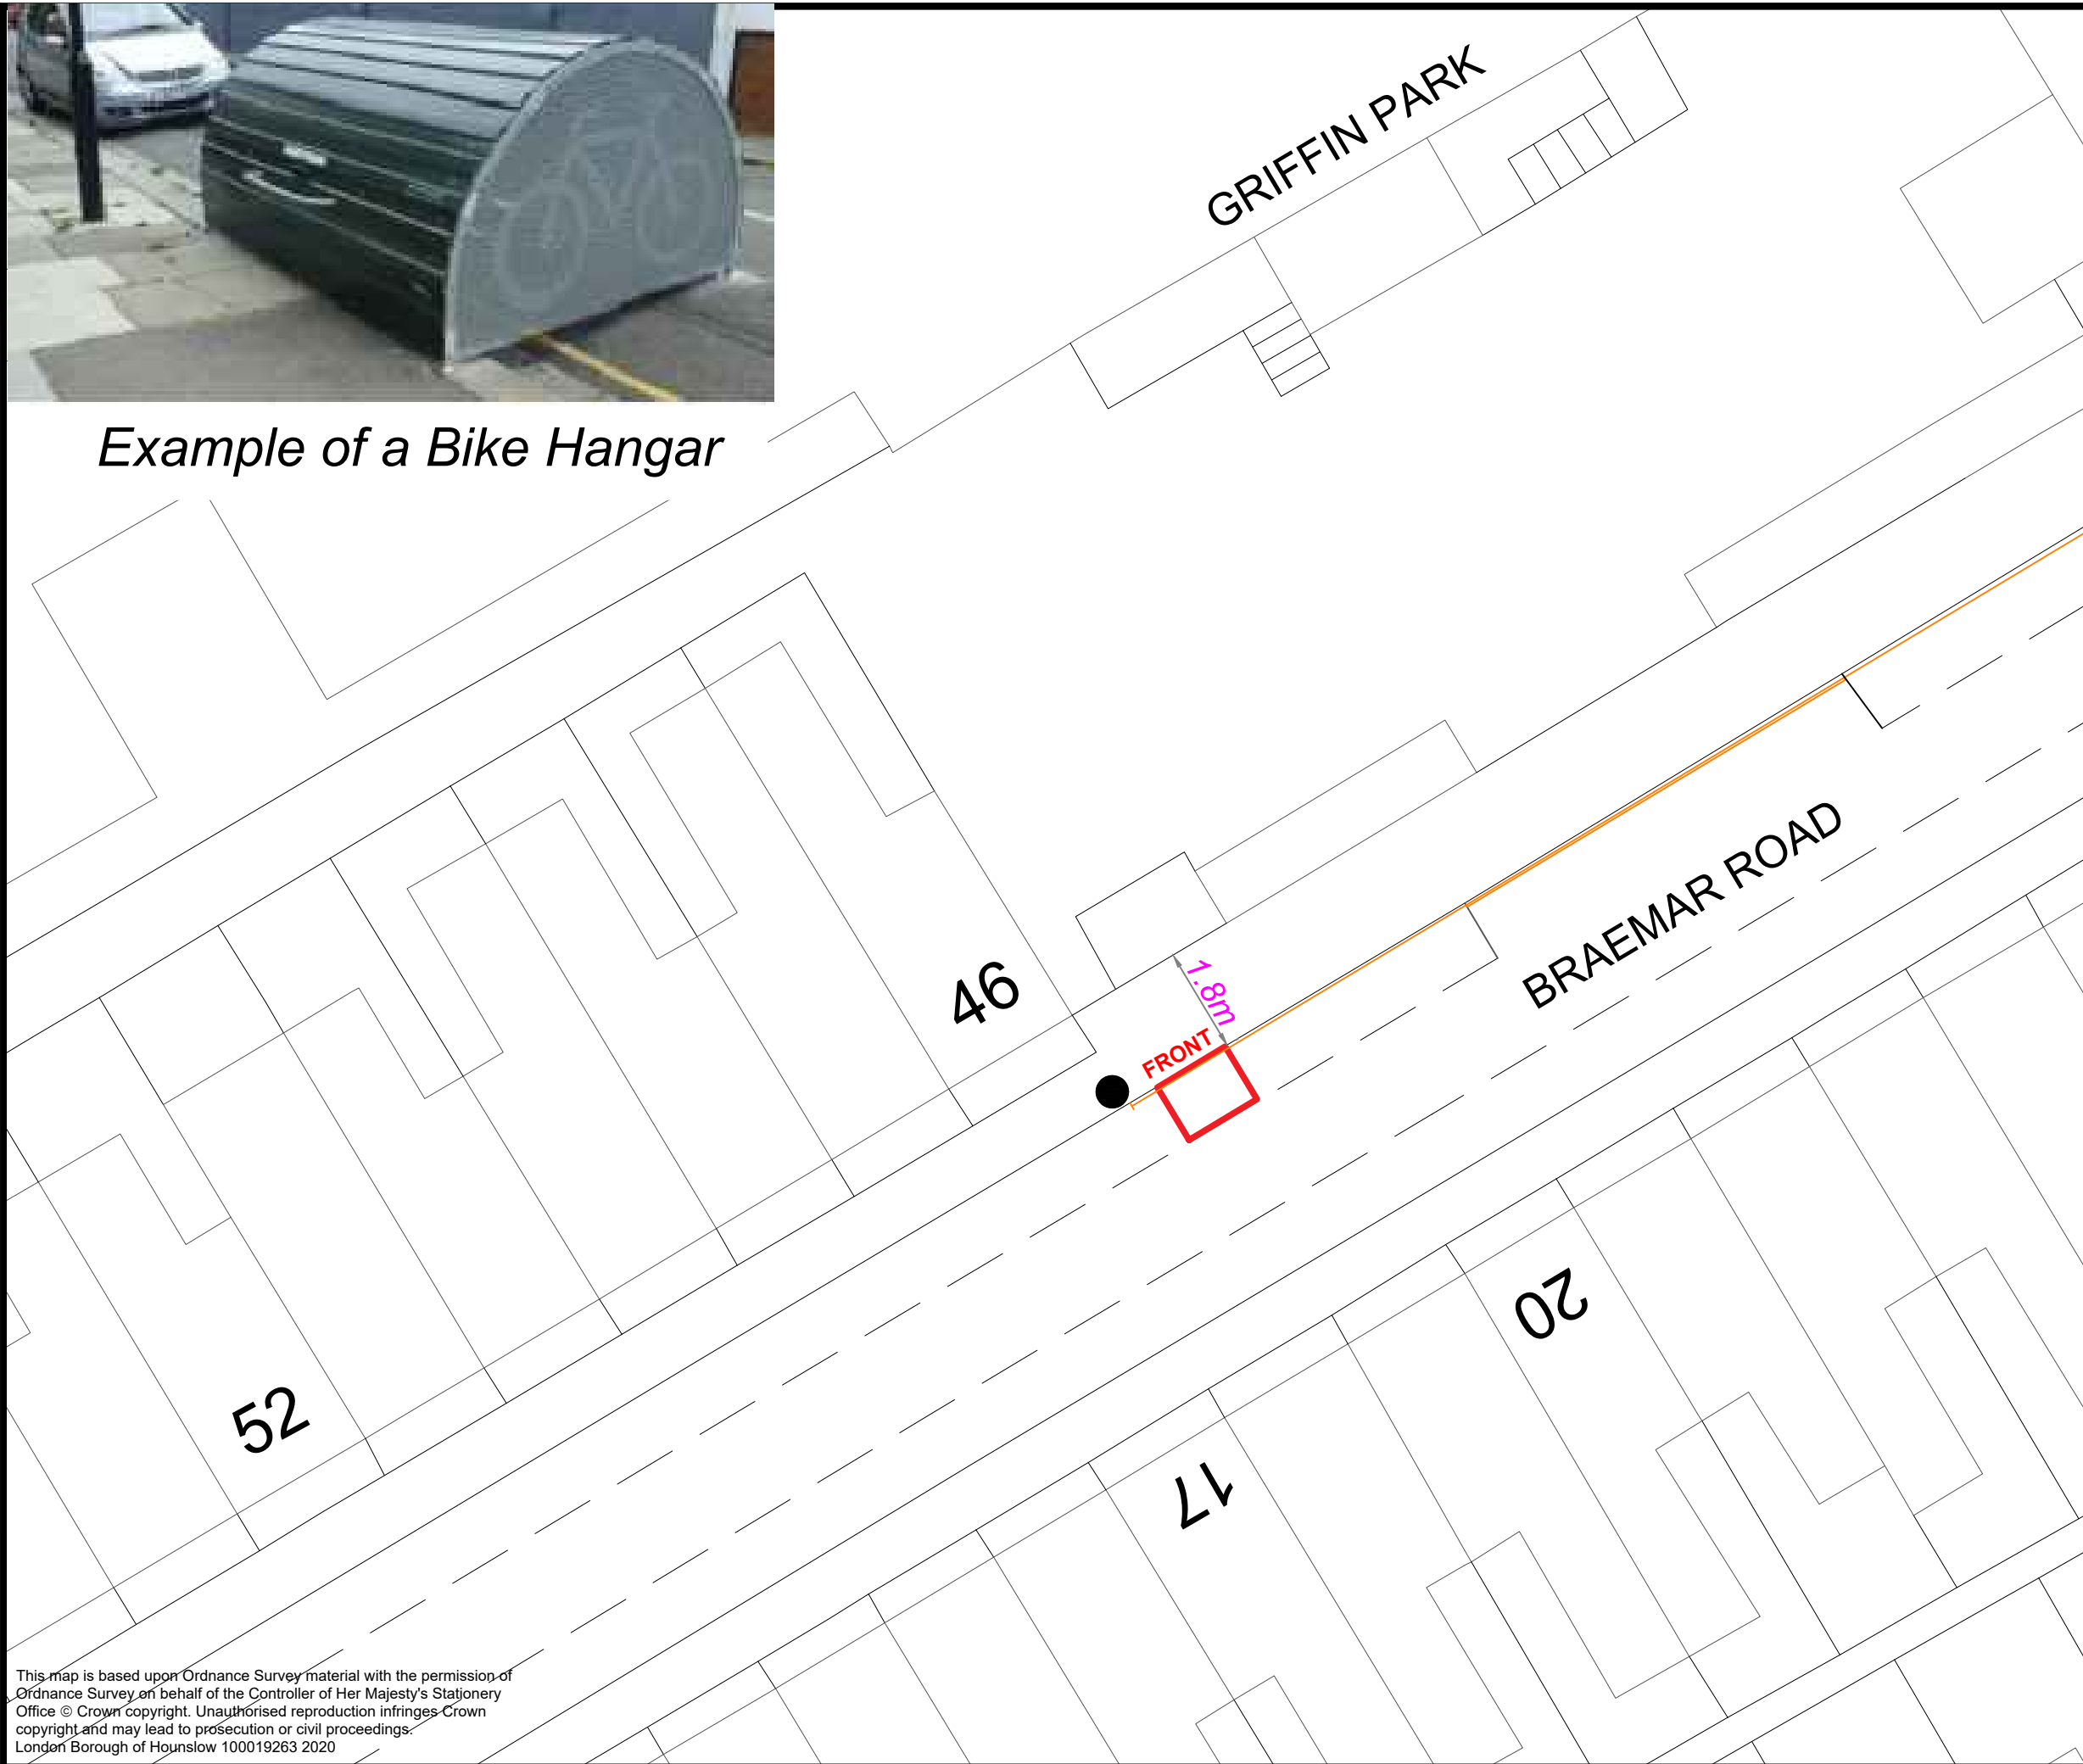 GRIFFIN PARK
Example of a Bike Hangar
BRAEMAR ROAD
46
1.8m
FRONT
20
52
17
This map is based upon Ordnance Survey material with the permission of
Ordnance Survey on behalf of the Controller of Her Majesty's Stationery
Office © Crown copyright. Unauthorised reproduction infringes Crown
copyright and may lead to prosecution or civil proceedings.
London Borough of Hounslow 100019263 2020